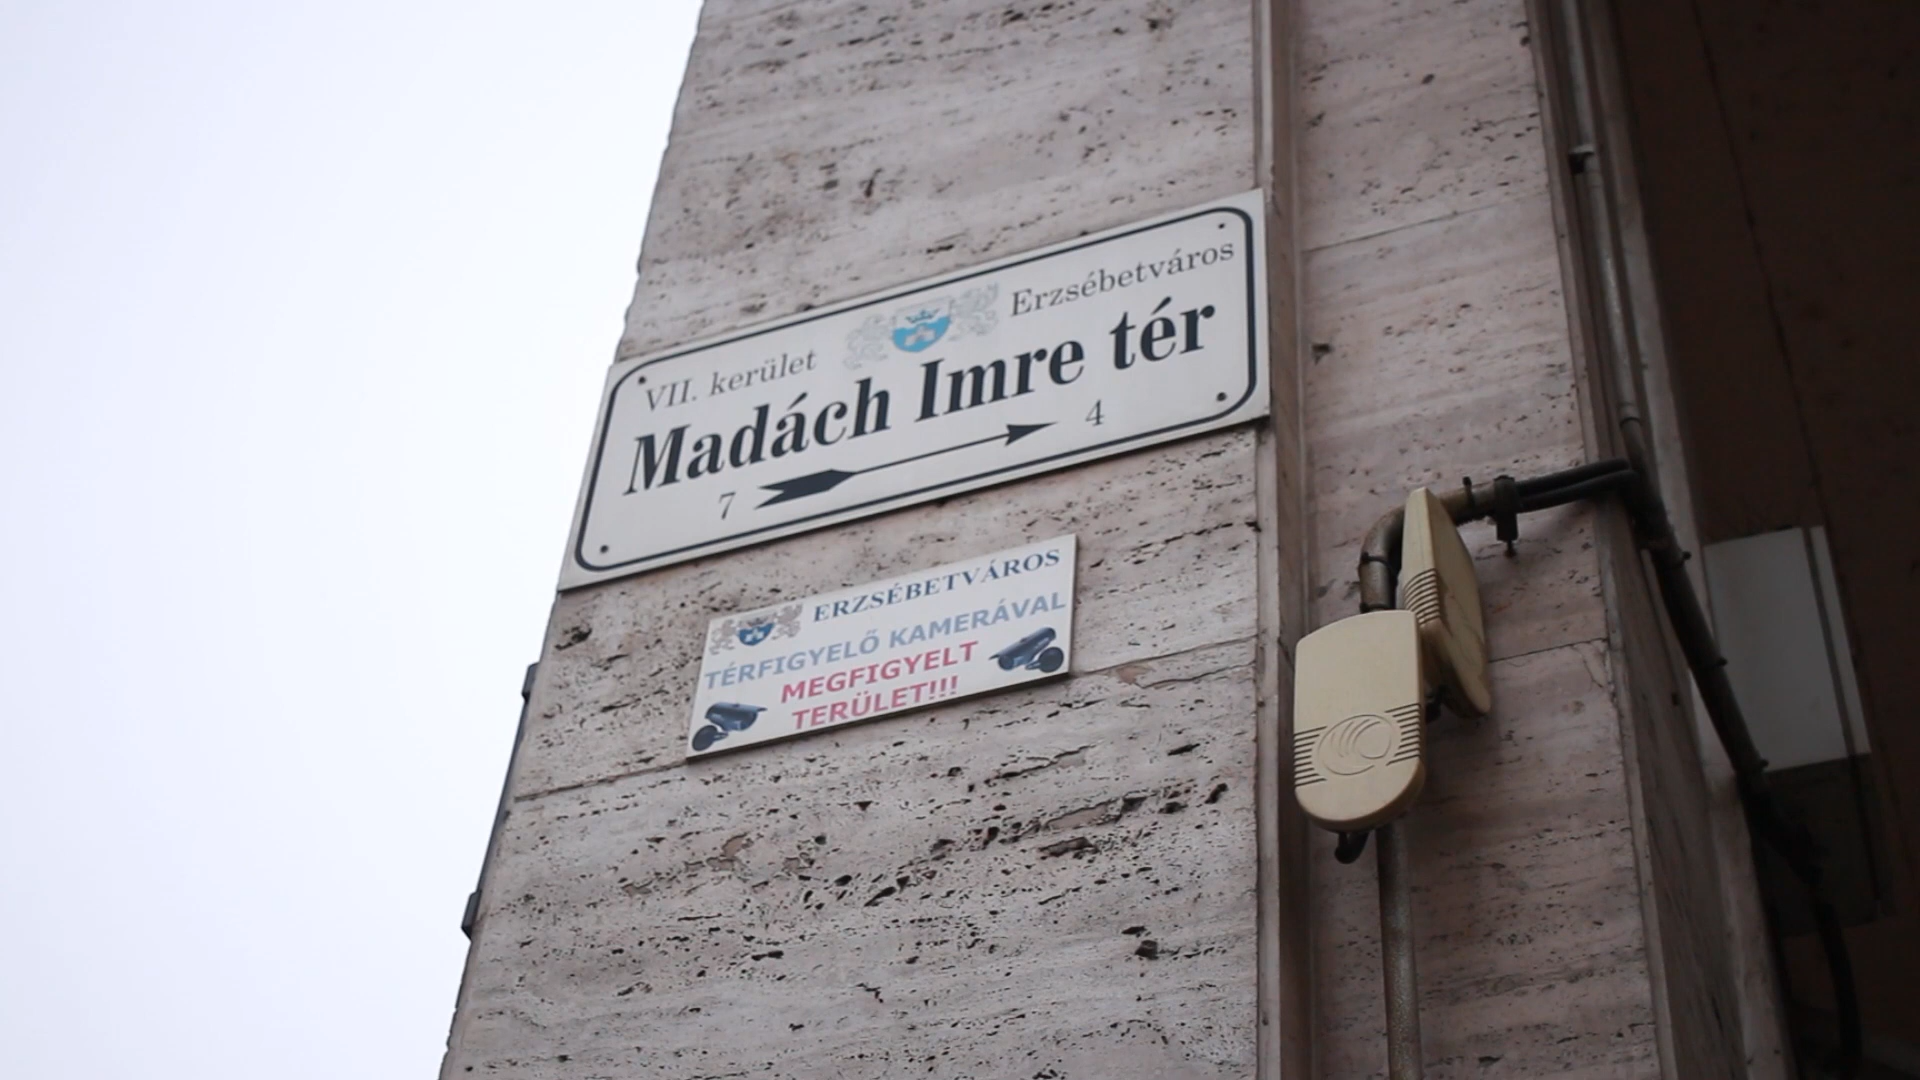 VII. kerület Erzsébetváros
Madách Imre tér
7 4
ERZSÉBETVÁROS
TÉRFIGYELŐ KAMERÁVAL
MEGFIGYELT
TERÜLET!!!